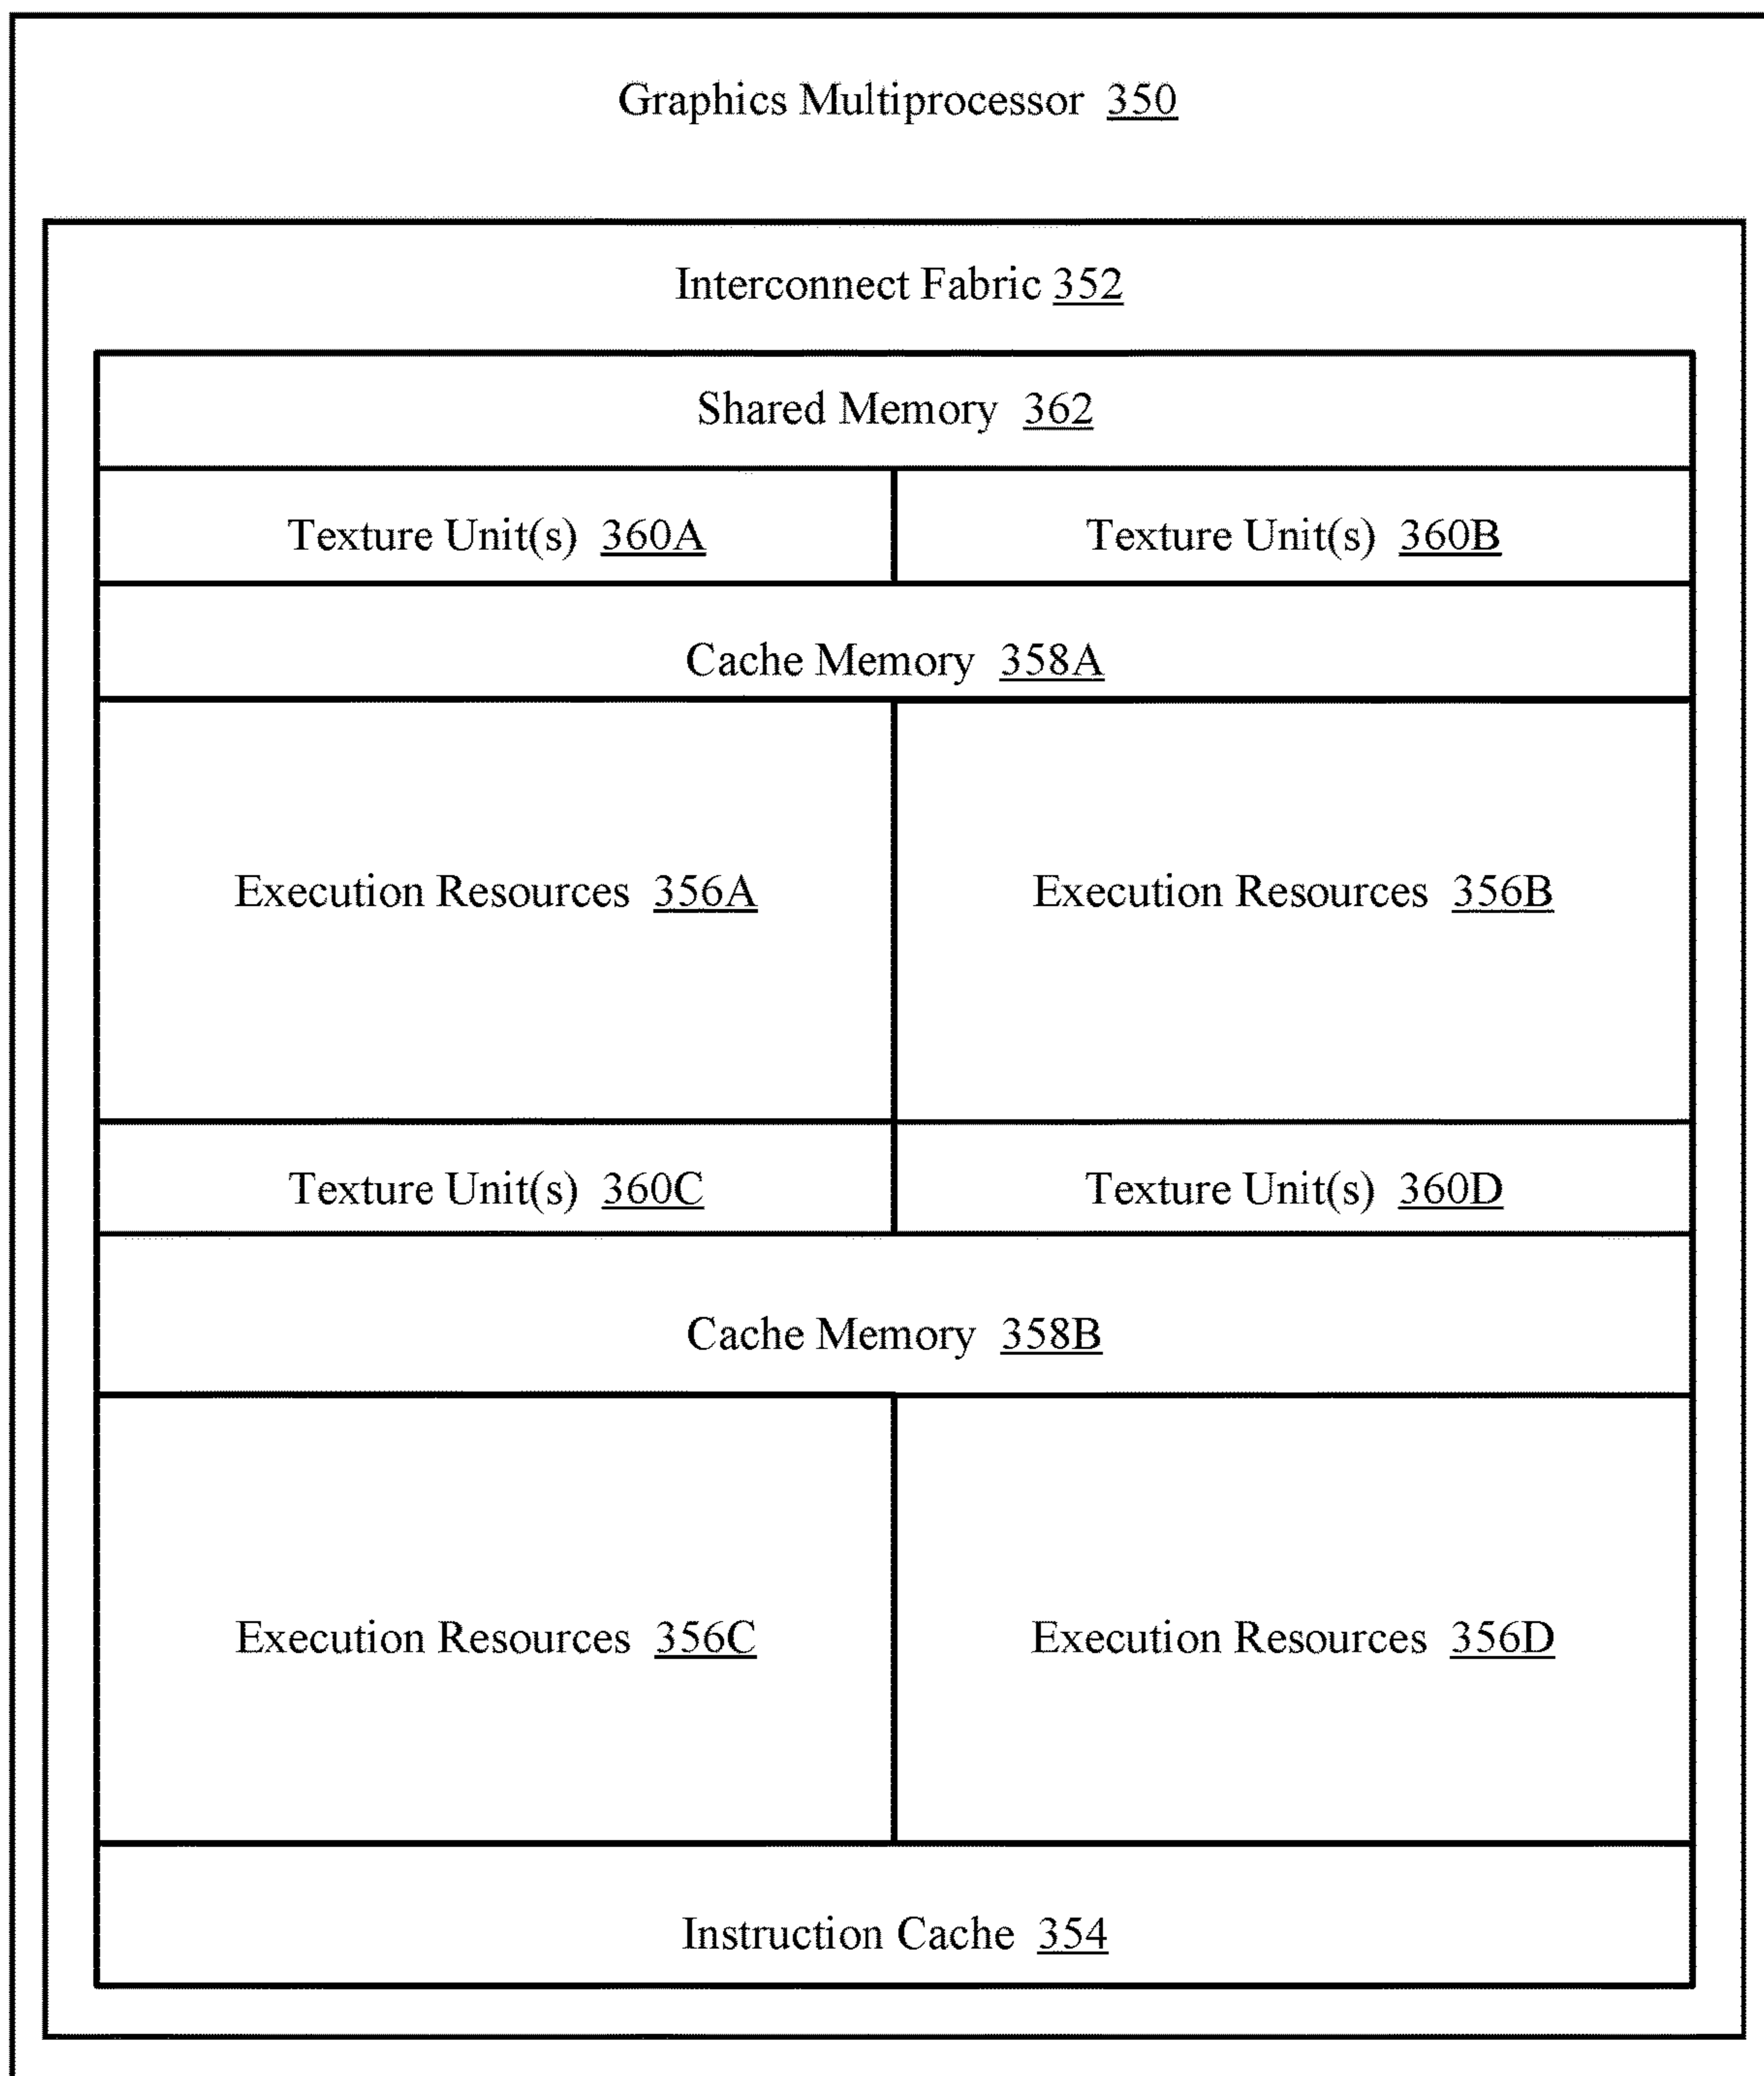 Graphics Multiprocessor 350
Interconnect Fabric 352
Shared Memory 362
Texture Unit(s) 360A
Texture Unit(s) 360B
Cache Memory 358A
Execution Resources 356A
Execution Resources 356B
Texture Unit(s) 360C
Texture Unit(s) 360D
Cache Memory 358B
Execution Resources 356C
Execution Resources 356D
Instruction Cache 354